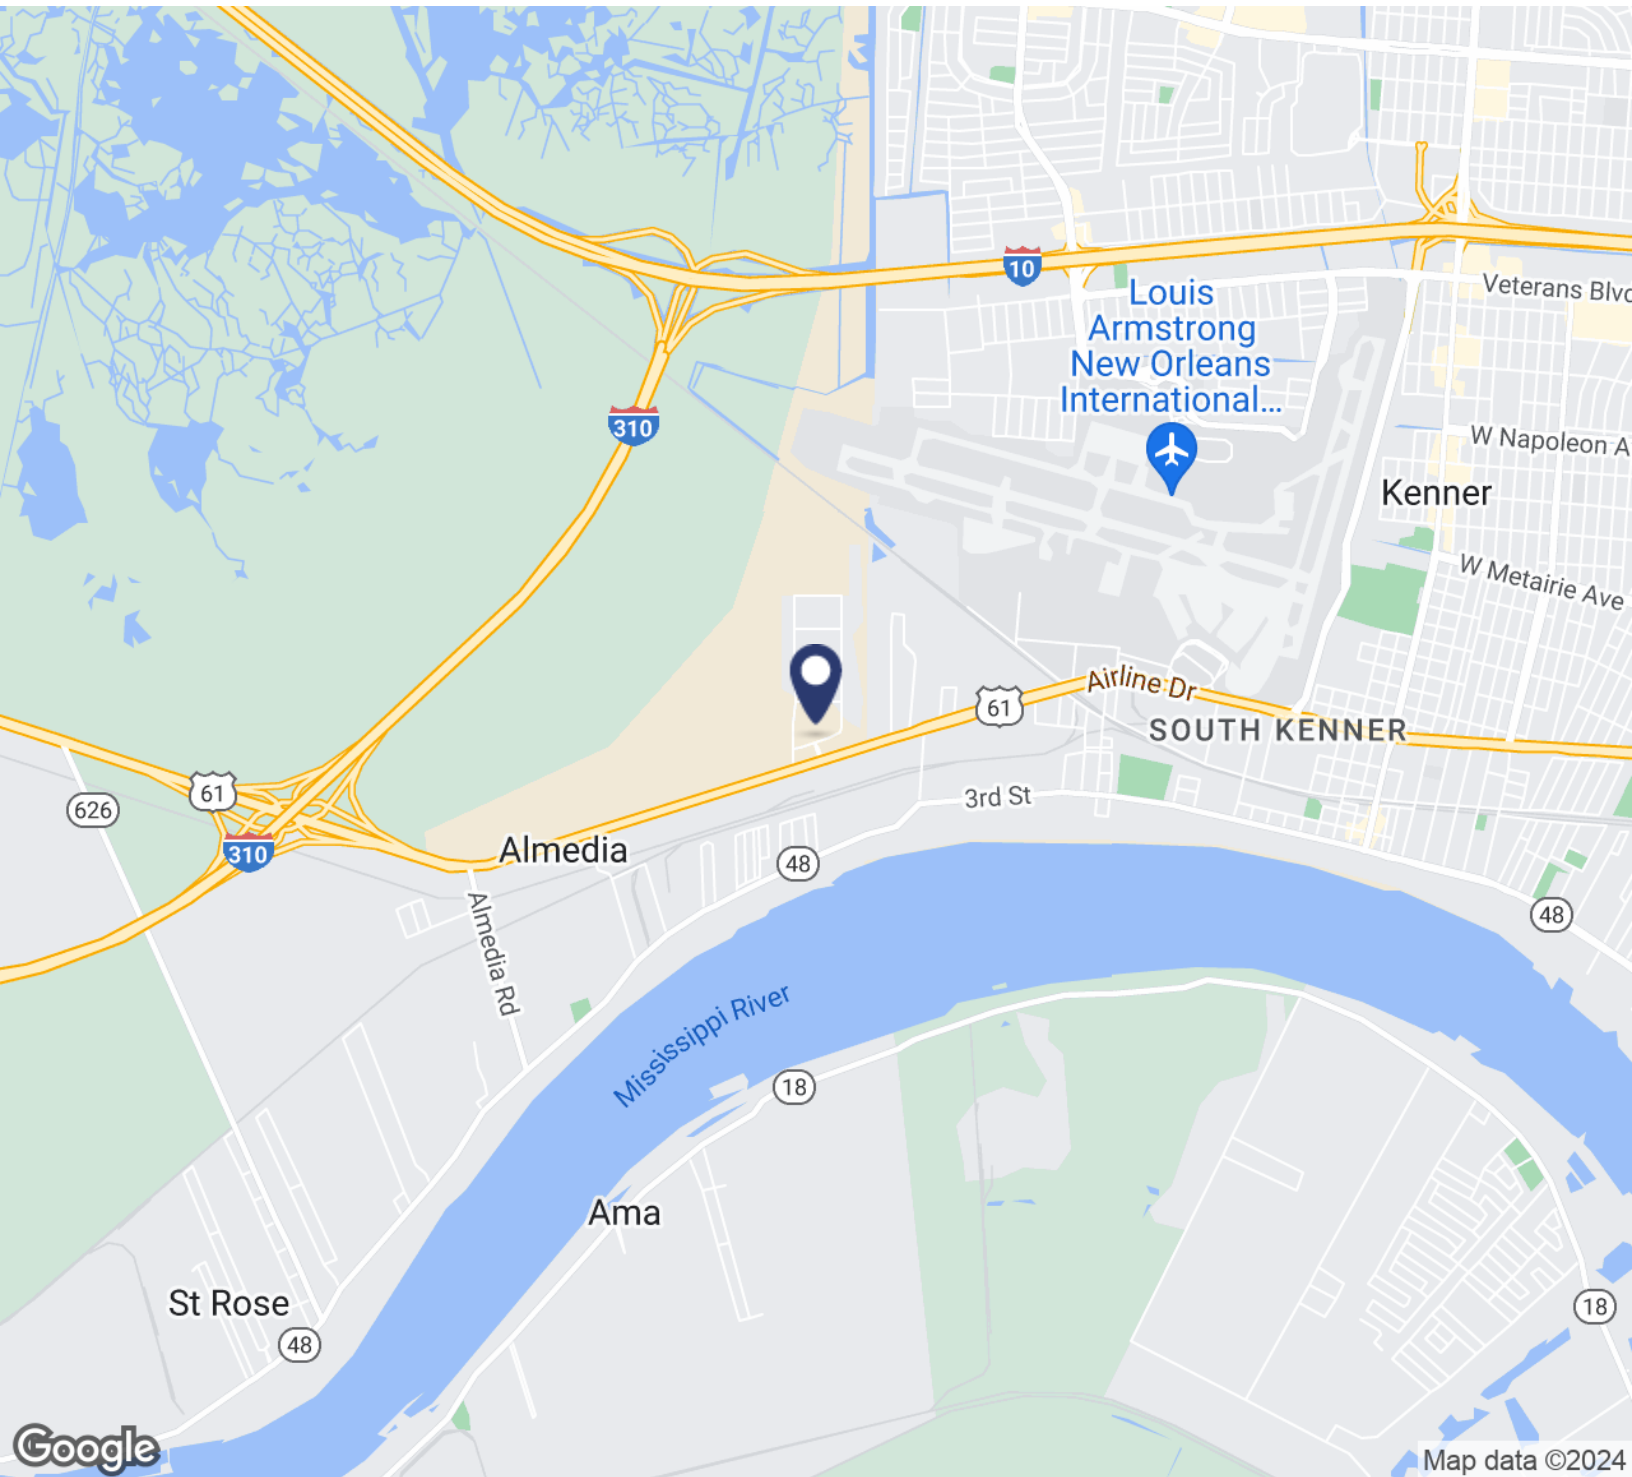 10
Louis
Armstrong
New Orleans
International...
Veterans Blvd
310
W Napoleon A
Kenner
W Metairie Ave
Airline Dr
61
SOUTH KENNER
61
626
310
3rd St
Almedia
48
48
Almedia Rd
Mississippi River
18
Ama
St Rose
48
18
Google
Map data ©2024